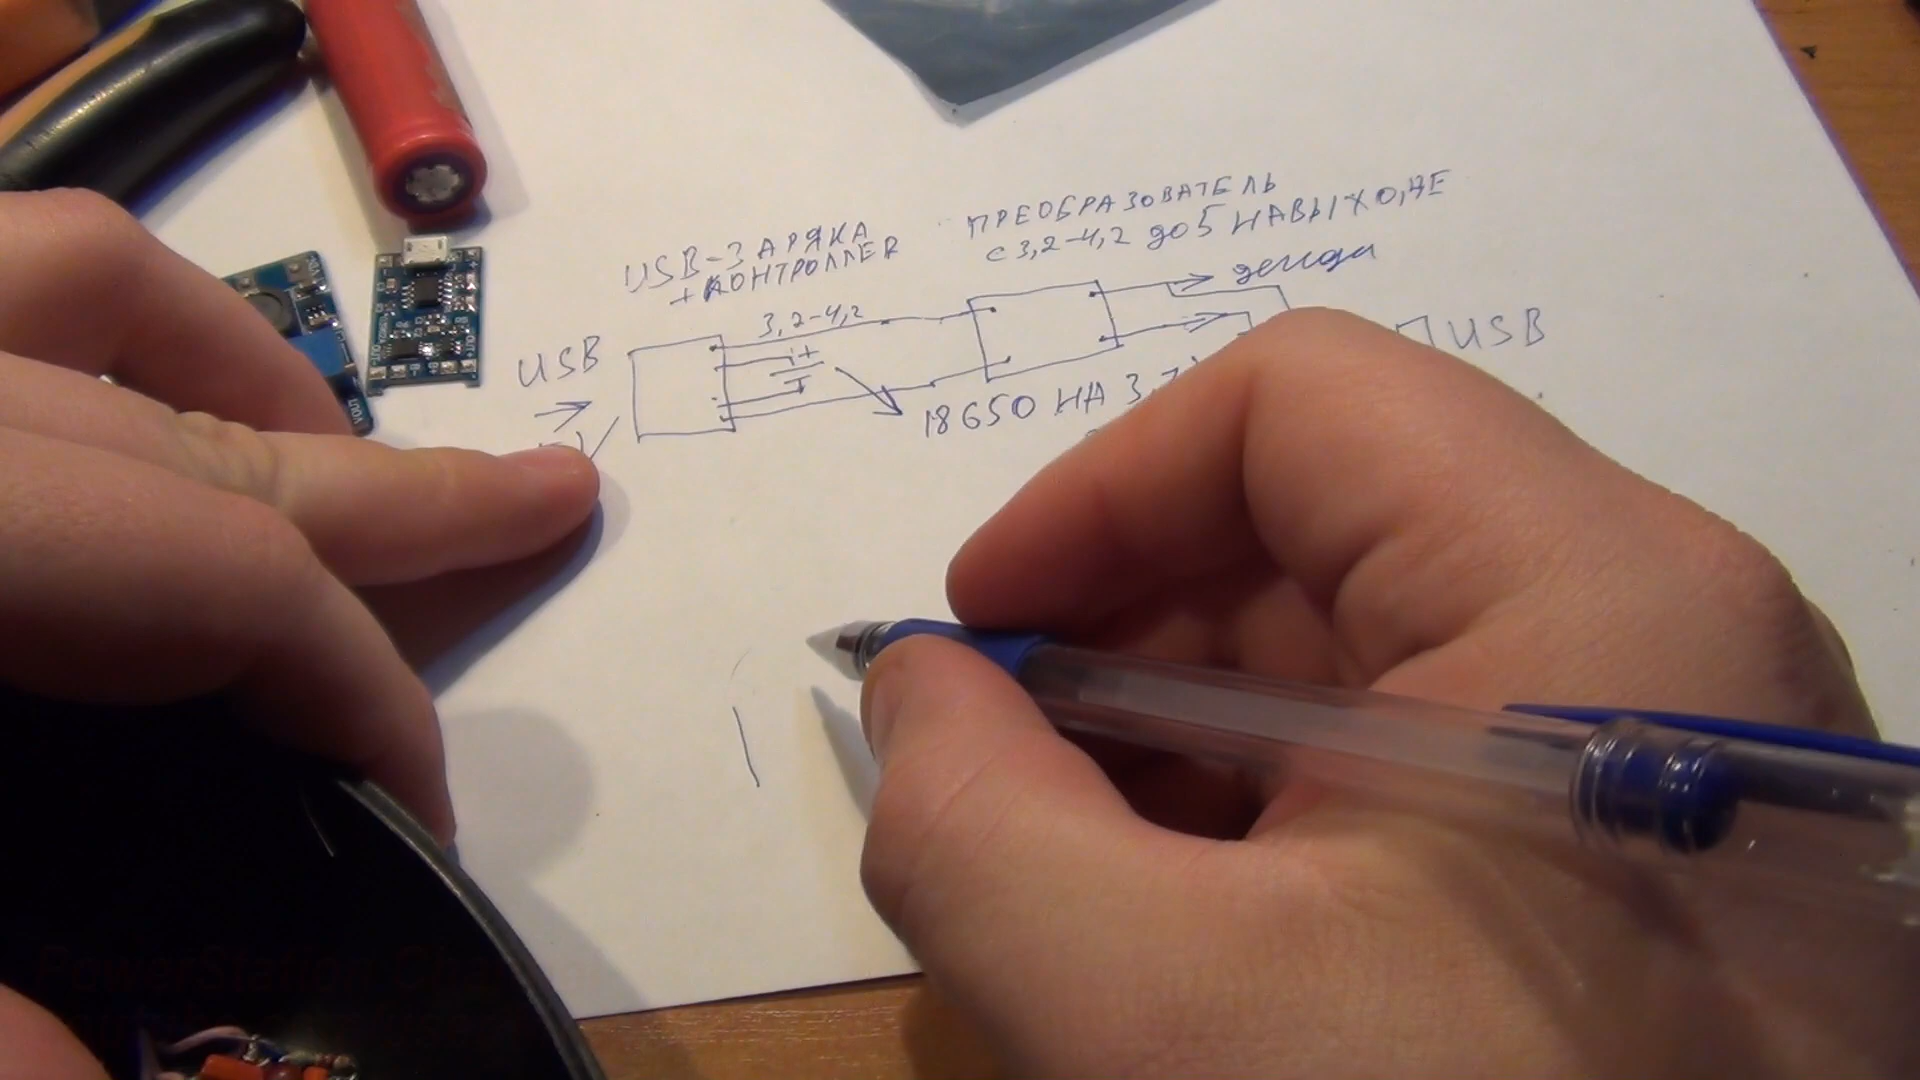 USB-ЗАРЯКА
+КОНТРОЛЛЕR
ПРЕОБРАЗОВАТЕЛЬ
С 3,2-4,2 до 5 НА ВЫХОДЕ
3,2-4,2
USB
18650 НА 3,7
USB